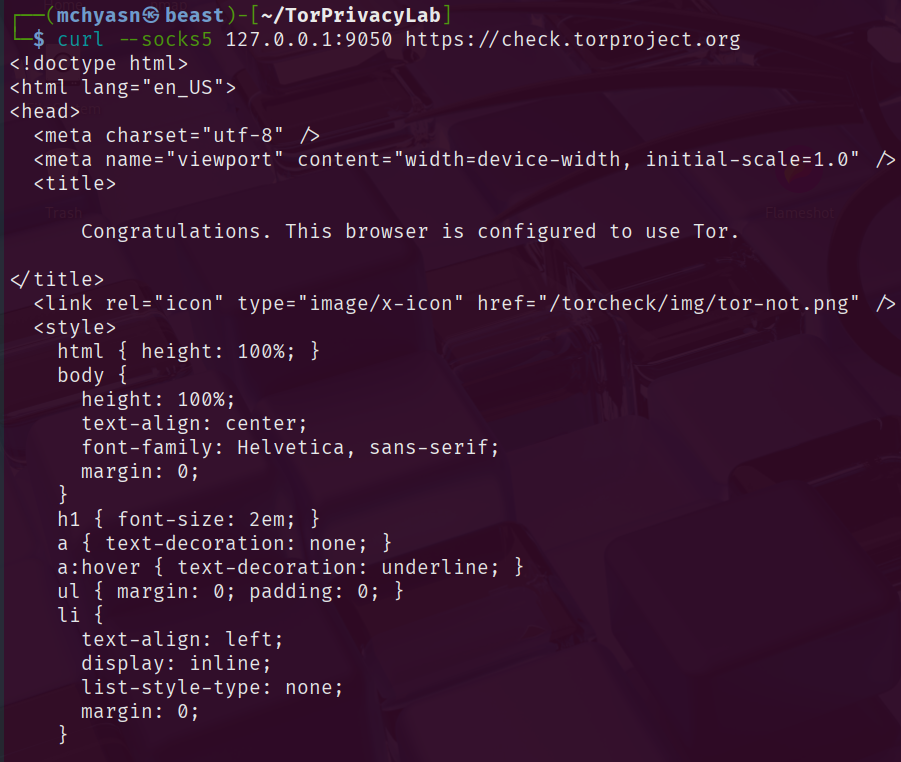 ┌──(mchyasn㉿beast)-[~/TorPrivacyLab]
└─$ curl --socks5 127.0.0.1:9050 https://check.torproject.org
<!doctype html>
<html lang="en_US">
<head>
  <meta charset="utf-8" />
  <meta name="viewport" content="width=device-width, initial-scale=1.0" />
  <title>
Trash
Flameshot
      Congratulations. This browser is configured to use Tor.
</title>
  <link rel="icon" type="image/x-icon" href="/torcheck/img/tor-not.png" />
  <style>
    html { height: 100%; }
    body {
      height: 100%;
      text-align: center;
      font-family: Helvetica, sans-serif;
      margin: 0;
    }
    h1 { font-size: 2em; }
    a { text-decoration: none; }
    a:hover { text-decoration: underline; }
    ul { margin: 0; padding: 0; }
    li {
      text-align: left;
      display: inline;
      list-style-type: none;
      margin: 0;
    }